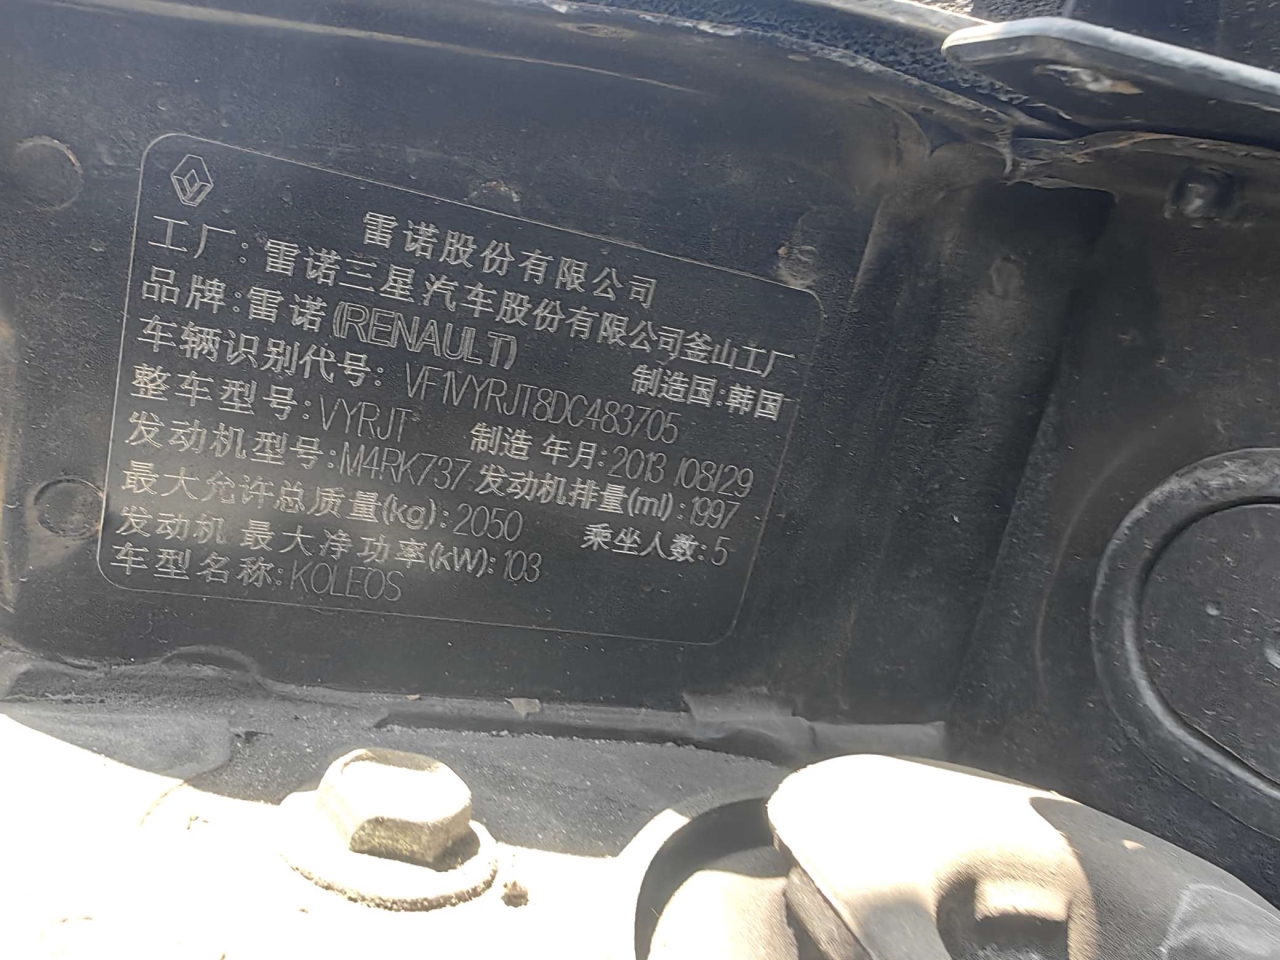 雷诺股份有限公司
工厂:雷诺三星汽车股份有限公司釜山工厂
品牌:雷诺(RENAULT) 制造国:韩国
车辆识别代号: VF1VYRJT8DC483705
整车型号:VYRJT 制造 年月:2013 /08/29
发动机型号:M4RK737 发动机排量(ml):1997
最大允许总质量(kg):2050 乘坐人数:5
发动机 最大净功率(kW):103
车型名称:KOLEOS